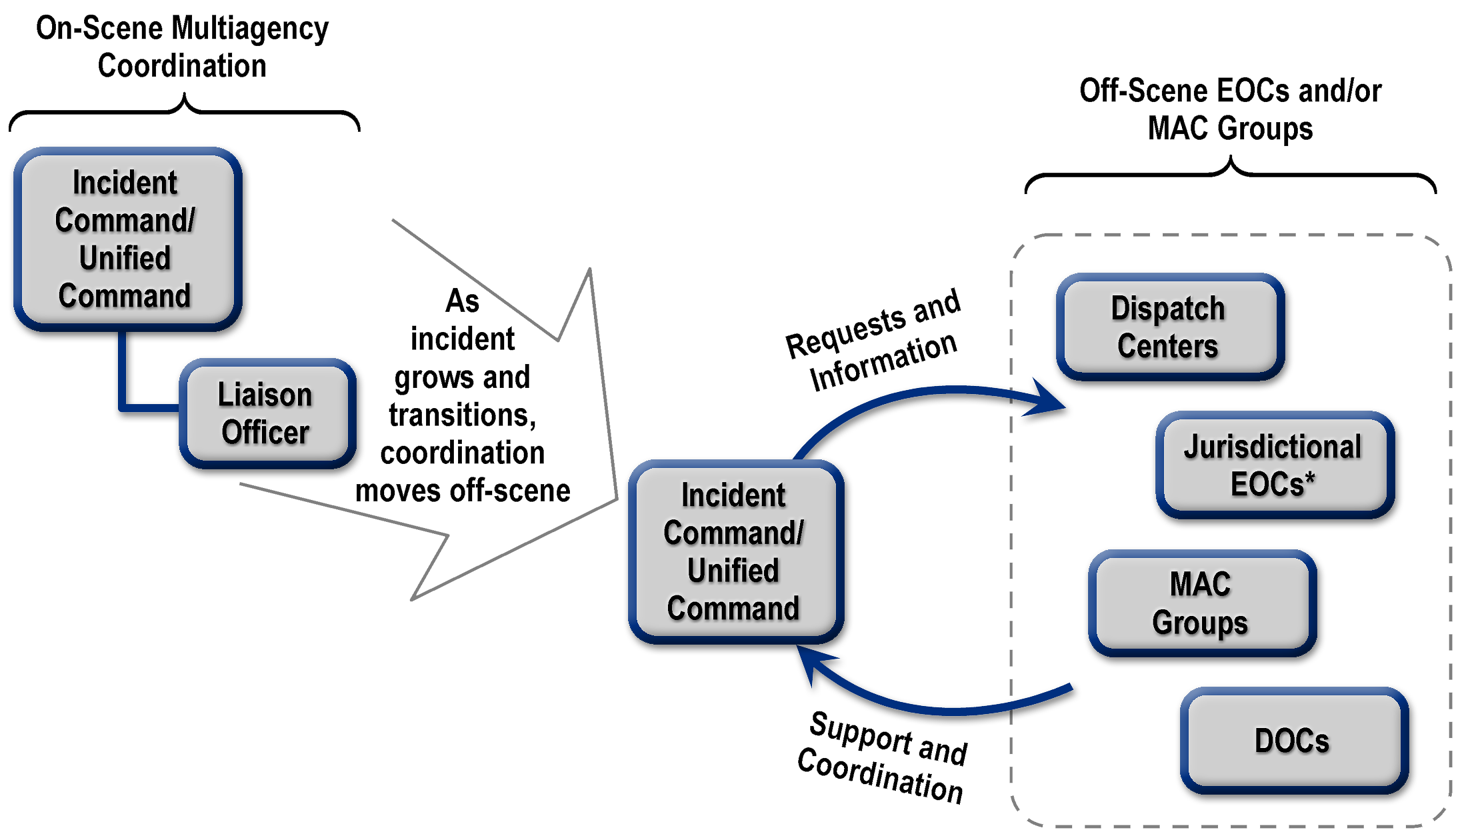 On-Scene Multiagency
Coordination
Incident
Command/
Unified
Command
Liaison
Officer
As
incident
grows and
transitions,
coordination
moves off-scene
Incident
Command/
Unified
Command
Requests and
Information
Support and
Coordination
Off-Scene EOCs and/or
MAC Groups
Dispatch
Centers
Jurisdictional
EOCs*
MAC
Groups
DOCs